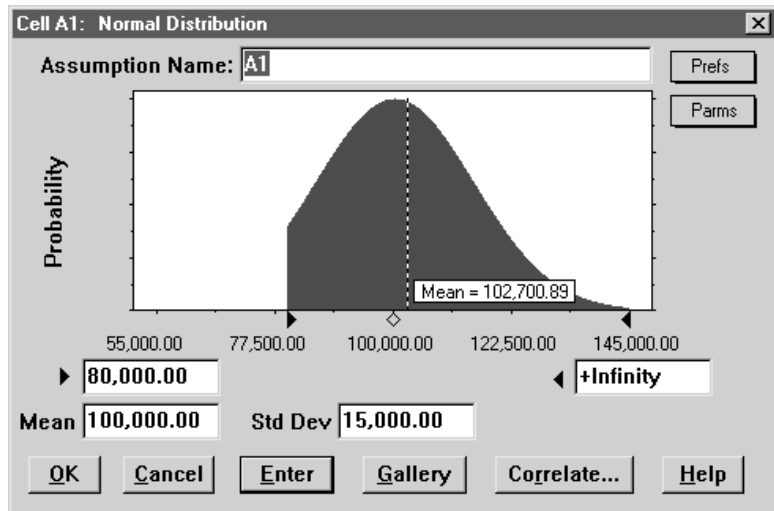 Cell A1: Normal Distribution
Assumption Name: A1
Prefs
Parms
Probability
Mean = 102,700.89
55,000.00 77,500.00 100,000.00 122,500.00 145,000.00
80,000.00 +Infinity
Mean 100,000.00 Std Dev 15,000.00
OK Cancel Enter Gallery Correlate... Help